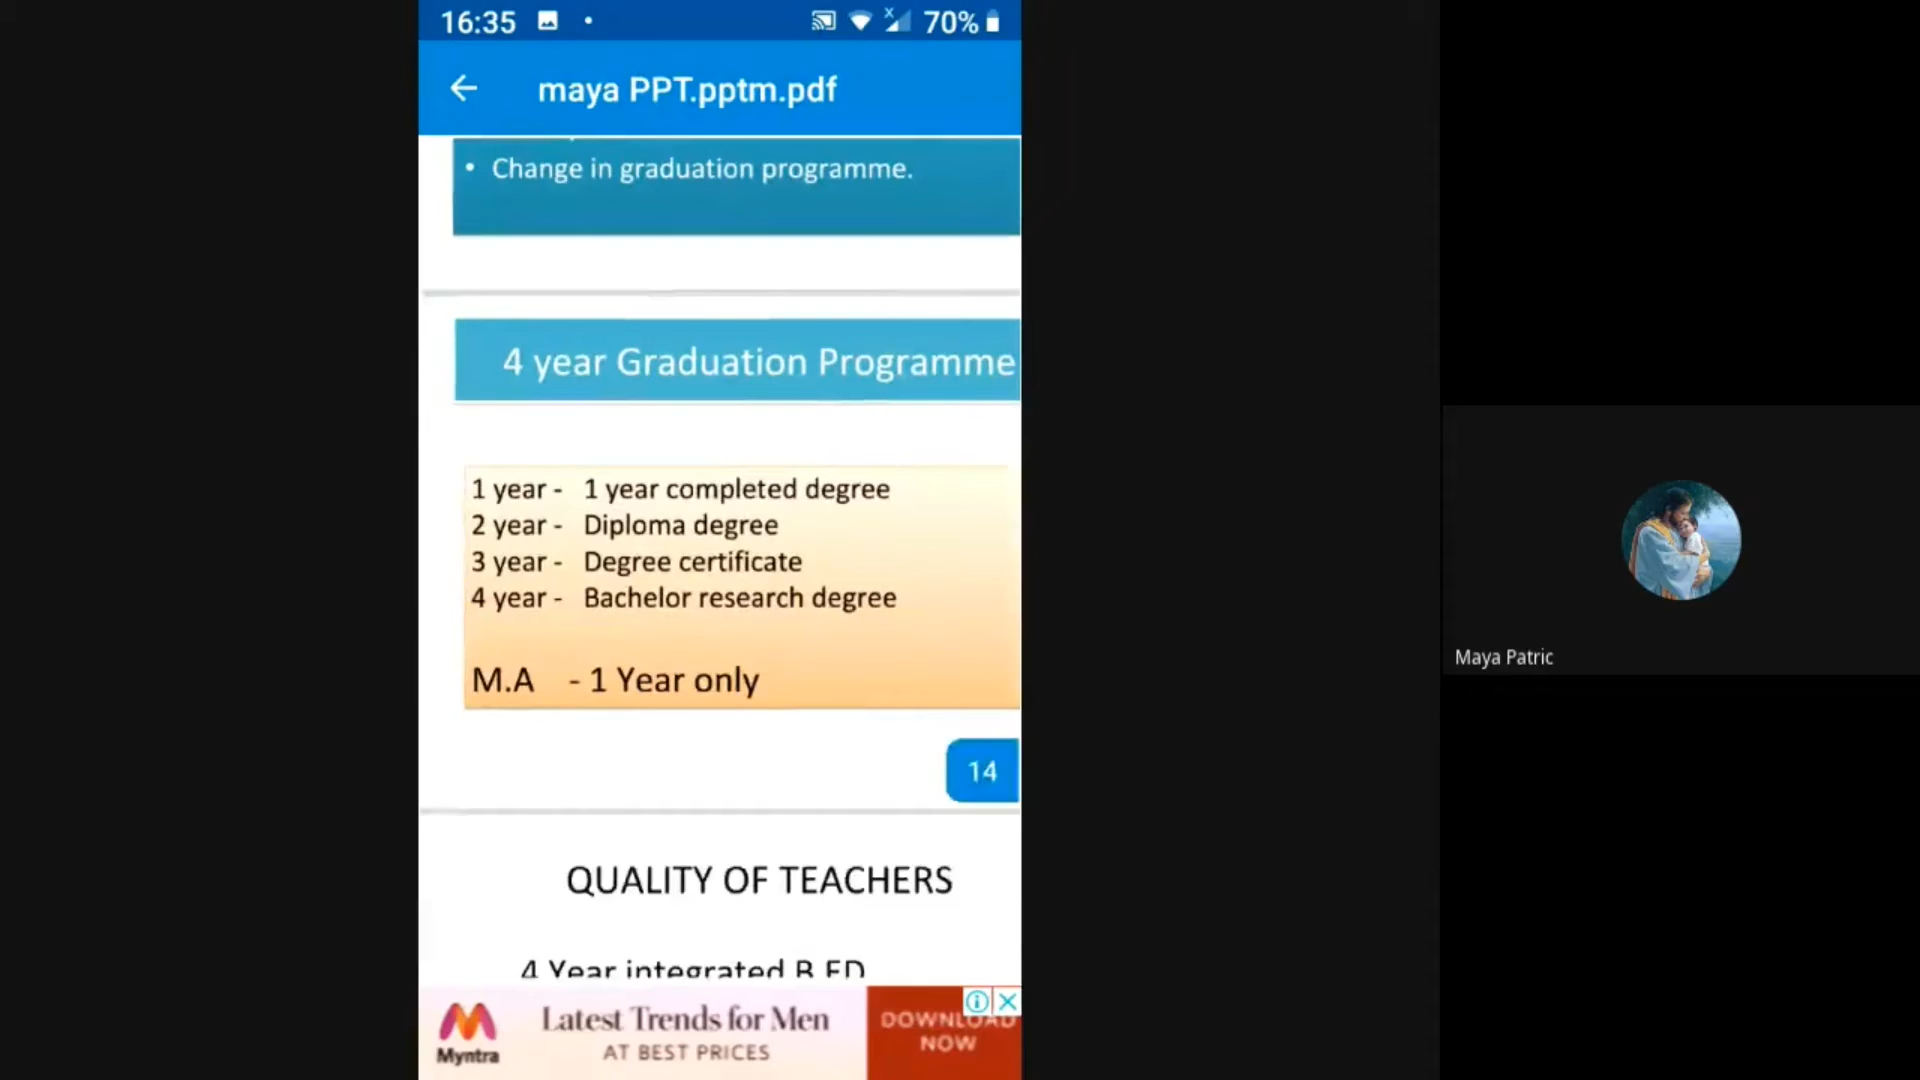 16:35
70%
maya PPT.pptm.pdf
• Change in graduation programme.
4 year Graduation Programme
1 year - 1 year completed degree
2 year - Diploma degree
3 year - Degree certificate
4 year - Bachelor research degree
M.A - 1 Year only
14
QUALITY OF TEACHERS
4 Year integrated B.ED
Myntra
Latest Trends for Men
AT BEST PRICES
DOWNLOAD
NOW
Maya Patric